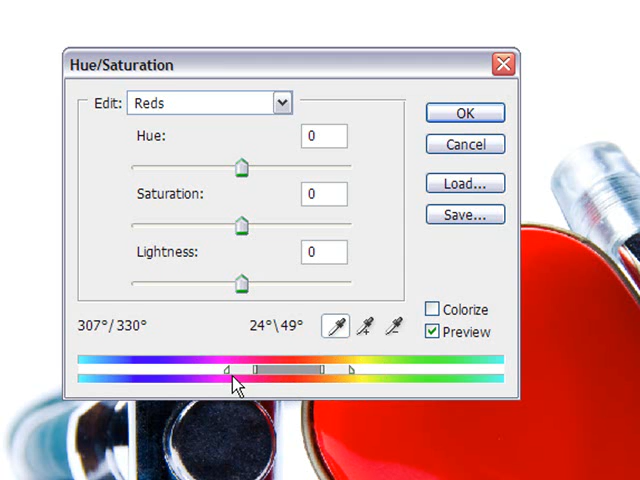 Hue/Saturation
Edit: Reds
Hue: 0
Saturation: 0
Lightness: 0
OK
Cancel
Load...
Save...
Colorize
Preview
307°/330° 24°\49°